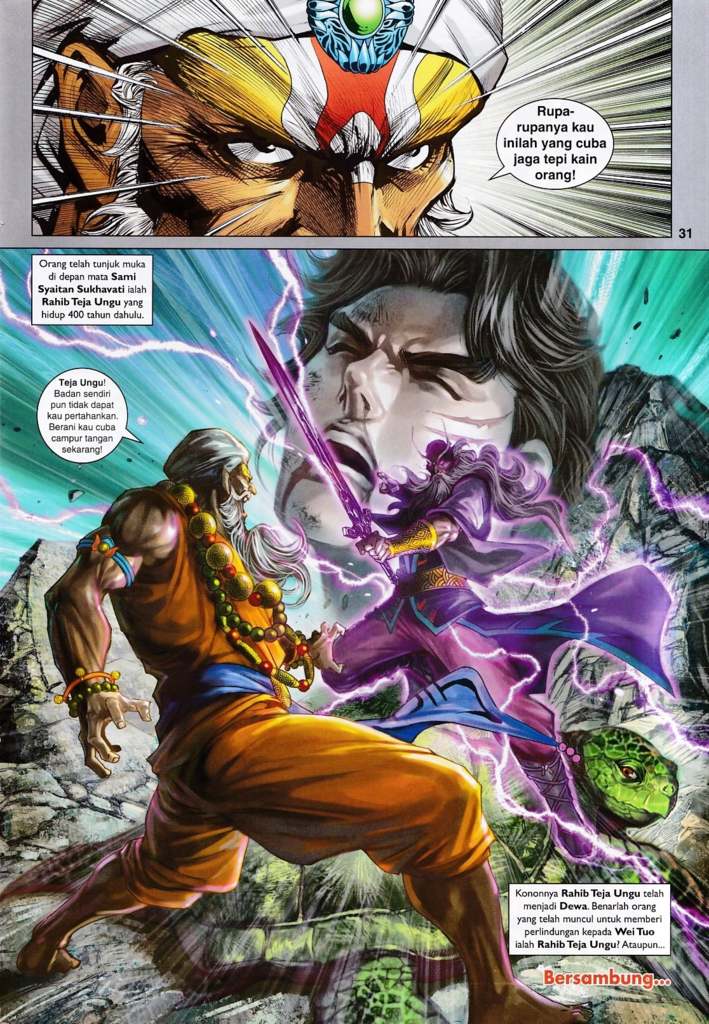 Rupa-
rupanya kau
inilah yang cuba
jaga tepi kain
orang!
31
Orang telah tunjuk muka
di depan mata Sami
Syaitan Sukhavati ialah
Rahib Teja Ungu yang
hidup 400 tahun dahulu.
Teja Ungu!
Badan sendiri
pun tidak dapat
kau pertahankan.
Berani kau cuba
campur tangan
sekarang!
Kononnya Rahib Teja Ungu telah
menjadi Dewa. Benarlah orang
yang telah muncul untuk memberi
perlindungan kepada Wei Tuo
ialah Rahib Teja Ungu? Ataupun...
Bersambung...